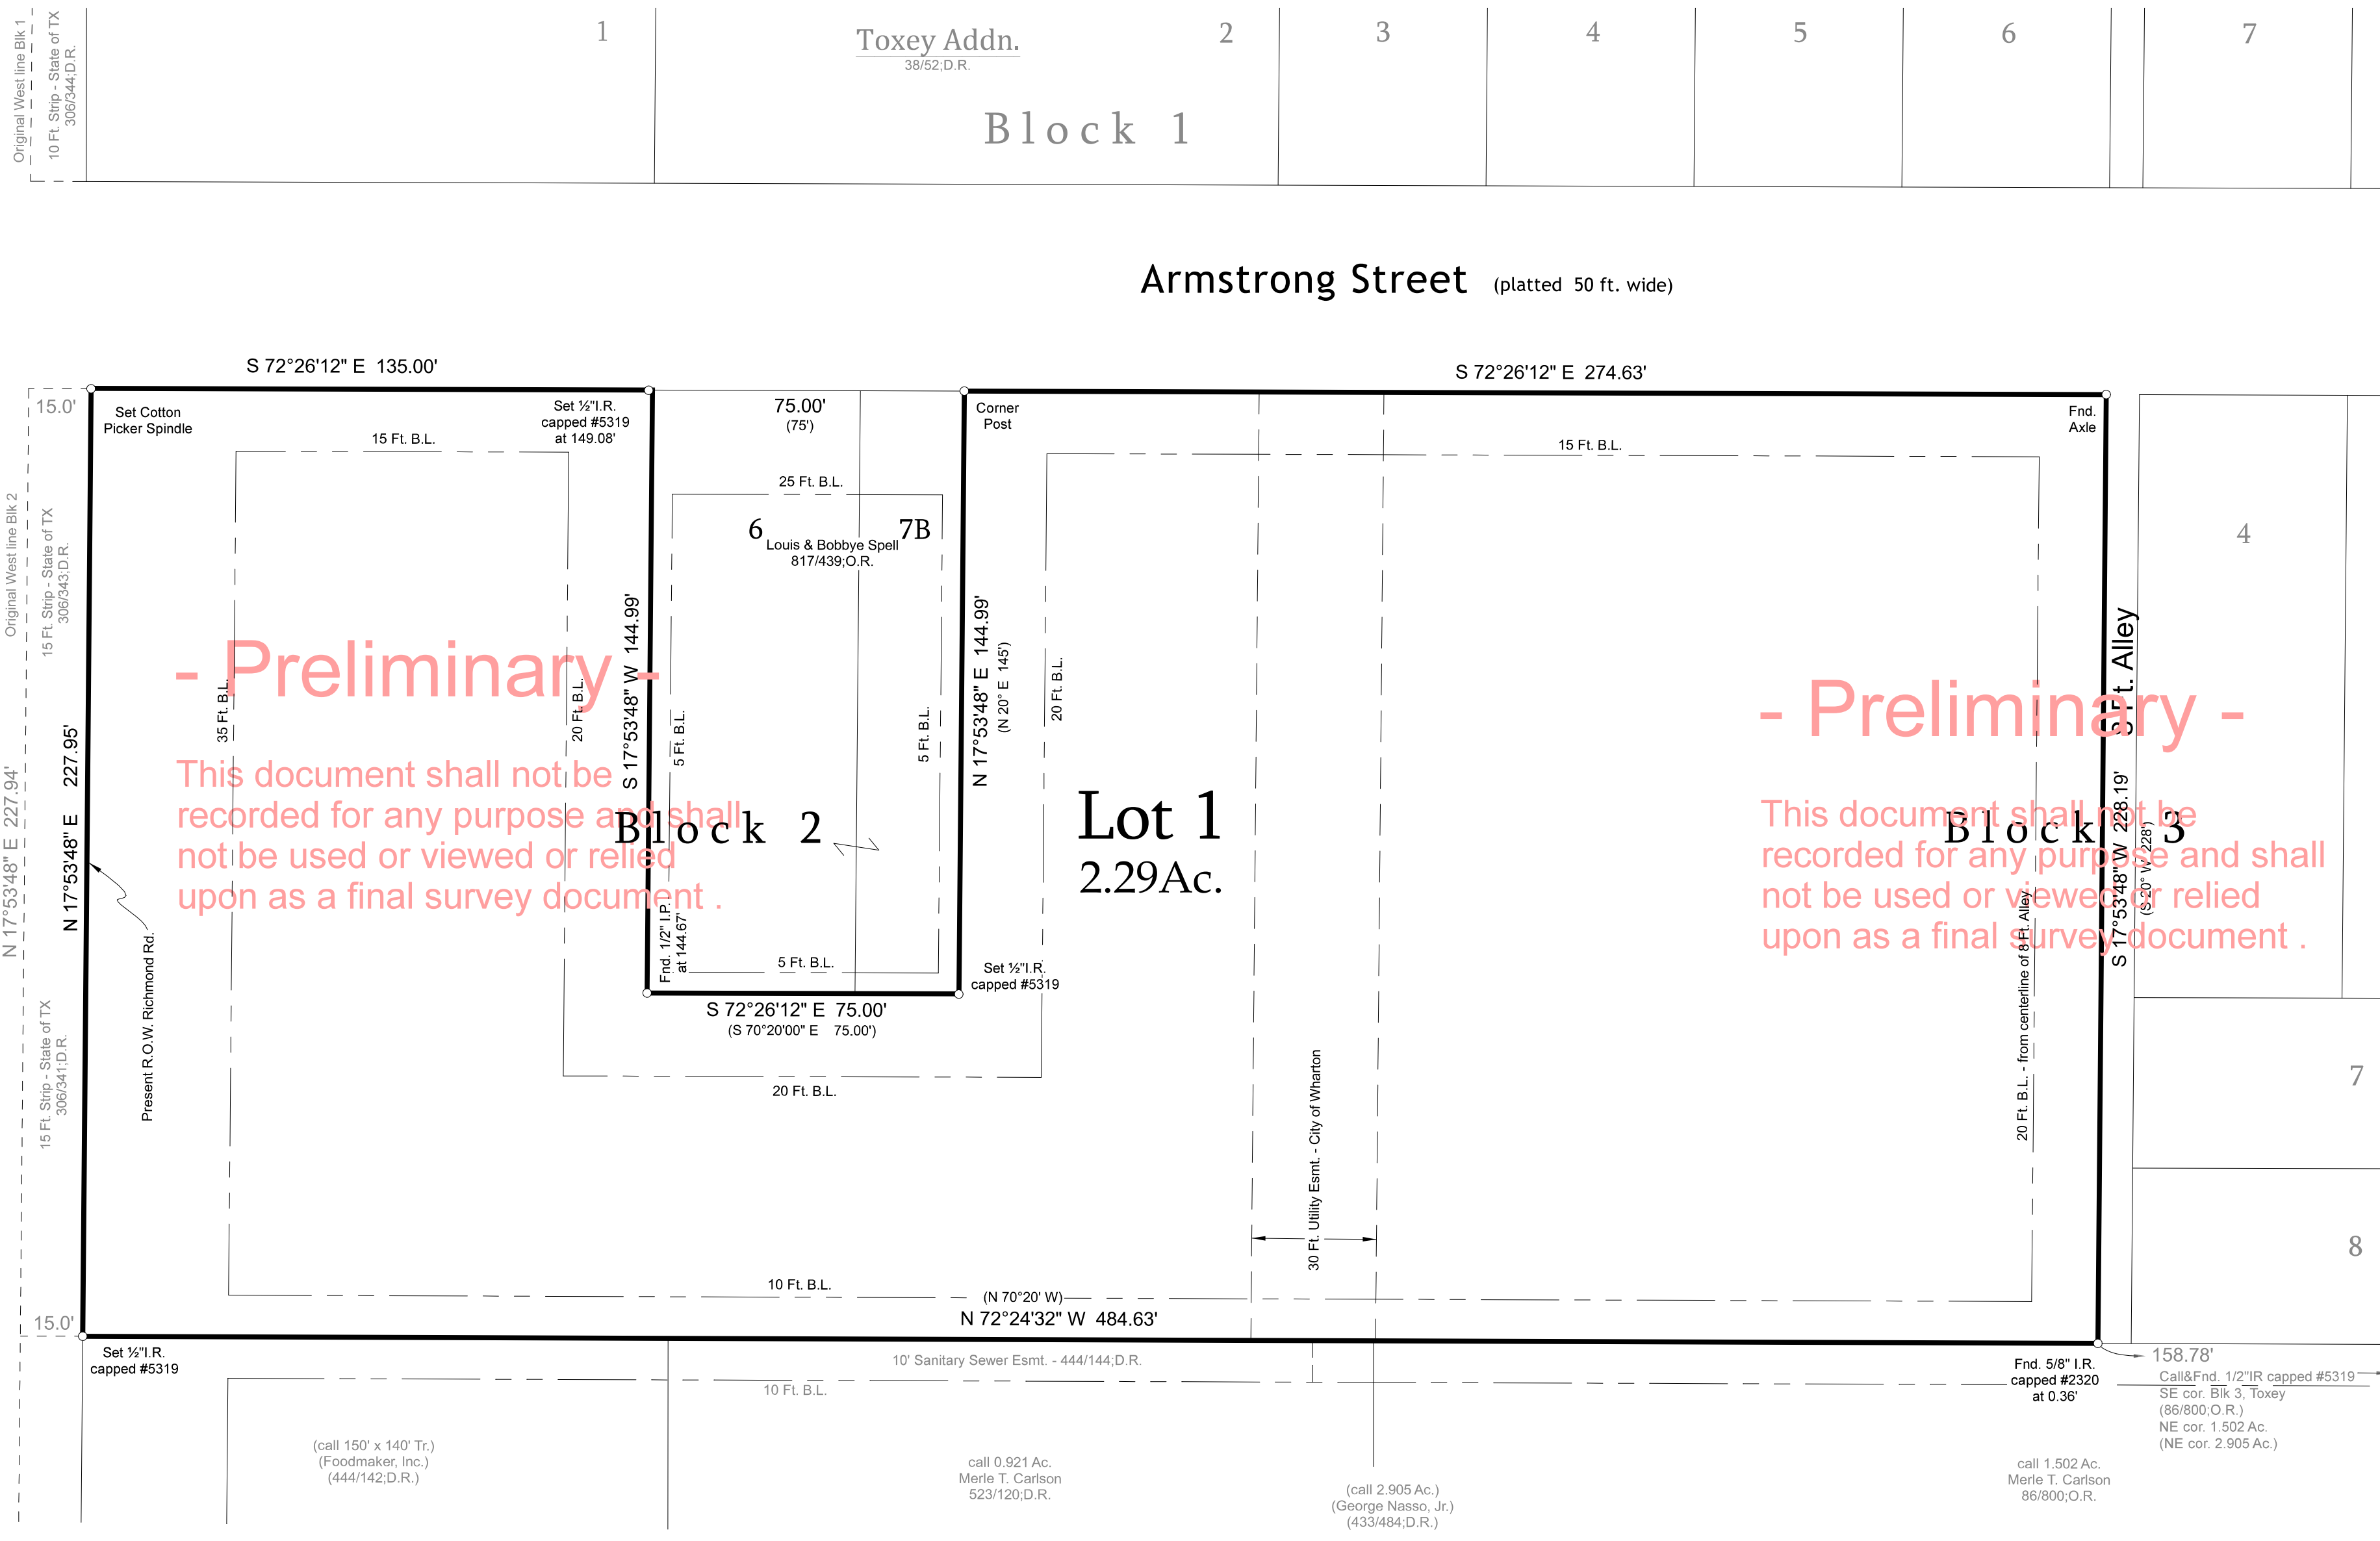 Original West line Blk 1
10 Ft. Strip - State of TX
306/344;D.R.
1
Toxey Addn.
38/52;D.R.
2
3
4
5
6
7
Block 1
Armstrong Street (platted 50 ft. wide)
S 72°26'12" E 135.00'
S 72°26'12" E 274.63'
15.0'
Set Cotton
Picker Spindle
Set ½"I.R.
capped #5319
at 149.08'
75.00'
(75')
Corner
Post
Fnd.
Axle
15 Ft. B.L.
15 Ft. B.L.
25 Ft. B.L.
6
7B
Louis & Bobbye Spell
817/439;O.R.
4
Original West line Blk 2
15 Ft. Strip - State of TX
306/343;D.R.
N 17°53'48" E 227.94'
N 17°53'48" E 227.95'
35 Ft. B.L.
20 Ft. B.L.
S 17°53'48" W 144.99'
5 Ft. B.L.
5 Ft. B.L.
N 17°53'48" E 144.99'
(N 20° E 145')
20 Ft. B.L.
8 Ft. Alley
S 17°53'48" W 228.19'
(S 20° W 228')
- Preliminary -
This document shall not be
recorded for any purpose and shall
not be used or viewed or relied
upon as a final survey document .
- Preliminary -
This document shall not be
recorded for any purpose and shall
not be used or viewed or relied
upon as a final survey document .
Block 2
Lot 1
2.29Ac.
Block 3
Present R.O.W. Richmond Rd.
Fnd. 1/2" I.P.
at 144.67'
5 Ft. B.L.
Set ½"I.R.
capped #5319
S 72°26'12" E 75.00'
(S 70°20'00" E 75.00')
20 Ft. B.L.
15 Ft. Strip - State of TX
306/341;D.R.
30 Ft. Utility Esmt. - City of Wharton
20 Ft. B.L. - from centerline of 8 Ft. Alley
7
8
10 Ft. B.L.
(N 70°20' W)
N 72°24'32" W 484.63'
15.0'
Set ½"I.R.
capped #5319
10' Sanitary Sewer Esmt. - 444/144;D.R.
10 Ft. B.L.
Fnd. 5/8" I.R.
capped #2320
at 0.36'
158.78'
Call&Fnd. 1/2"IR capped #5319
SE cor. Blk 3, Toxey
(86/800;O.R.)
NE cor. 1.502 Ac.
(NE cor. 2.905 Ac.)
(call 150' x 140' Tr.)
(Foodmaker, Inc.)
(444/142;D.R.)
call 0.921 Ac.
Merle T. Carlson
523/120;D.R.
(call 2.905 Ac.)
(George Nasso, Jr.)
(433/484;D.R.)
call 1.502 Ac.
Merle T. Carlson
86/800;O.R.